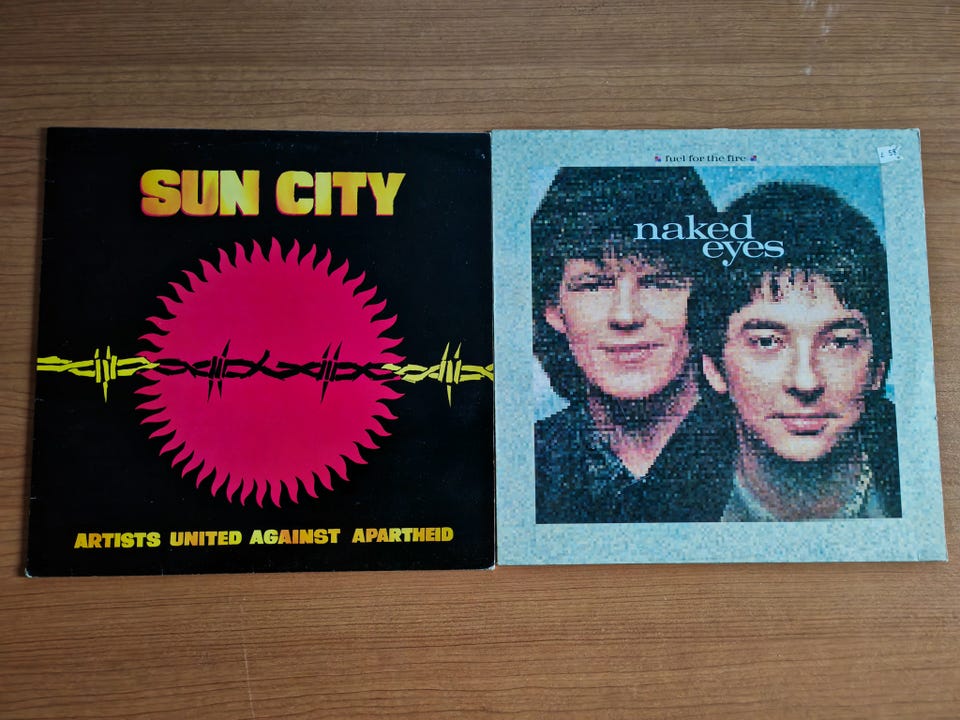 SUN CITY
ARTISTS UNITED AGAINST APARTHEID
fuel for the fire
naked
eyes